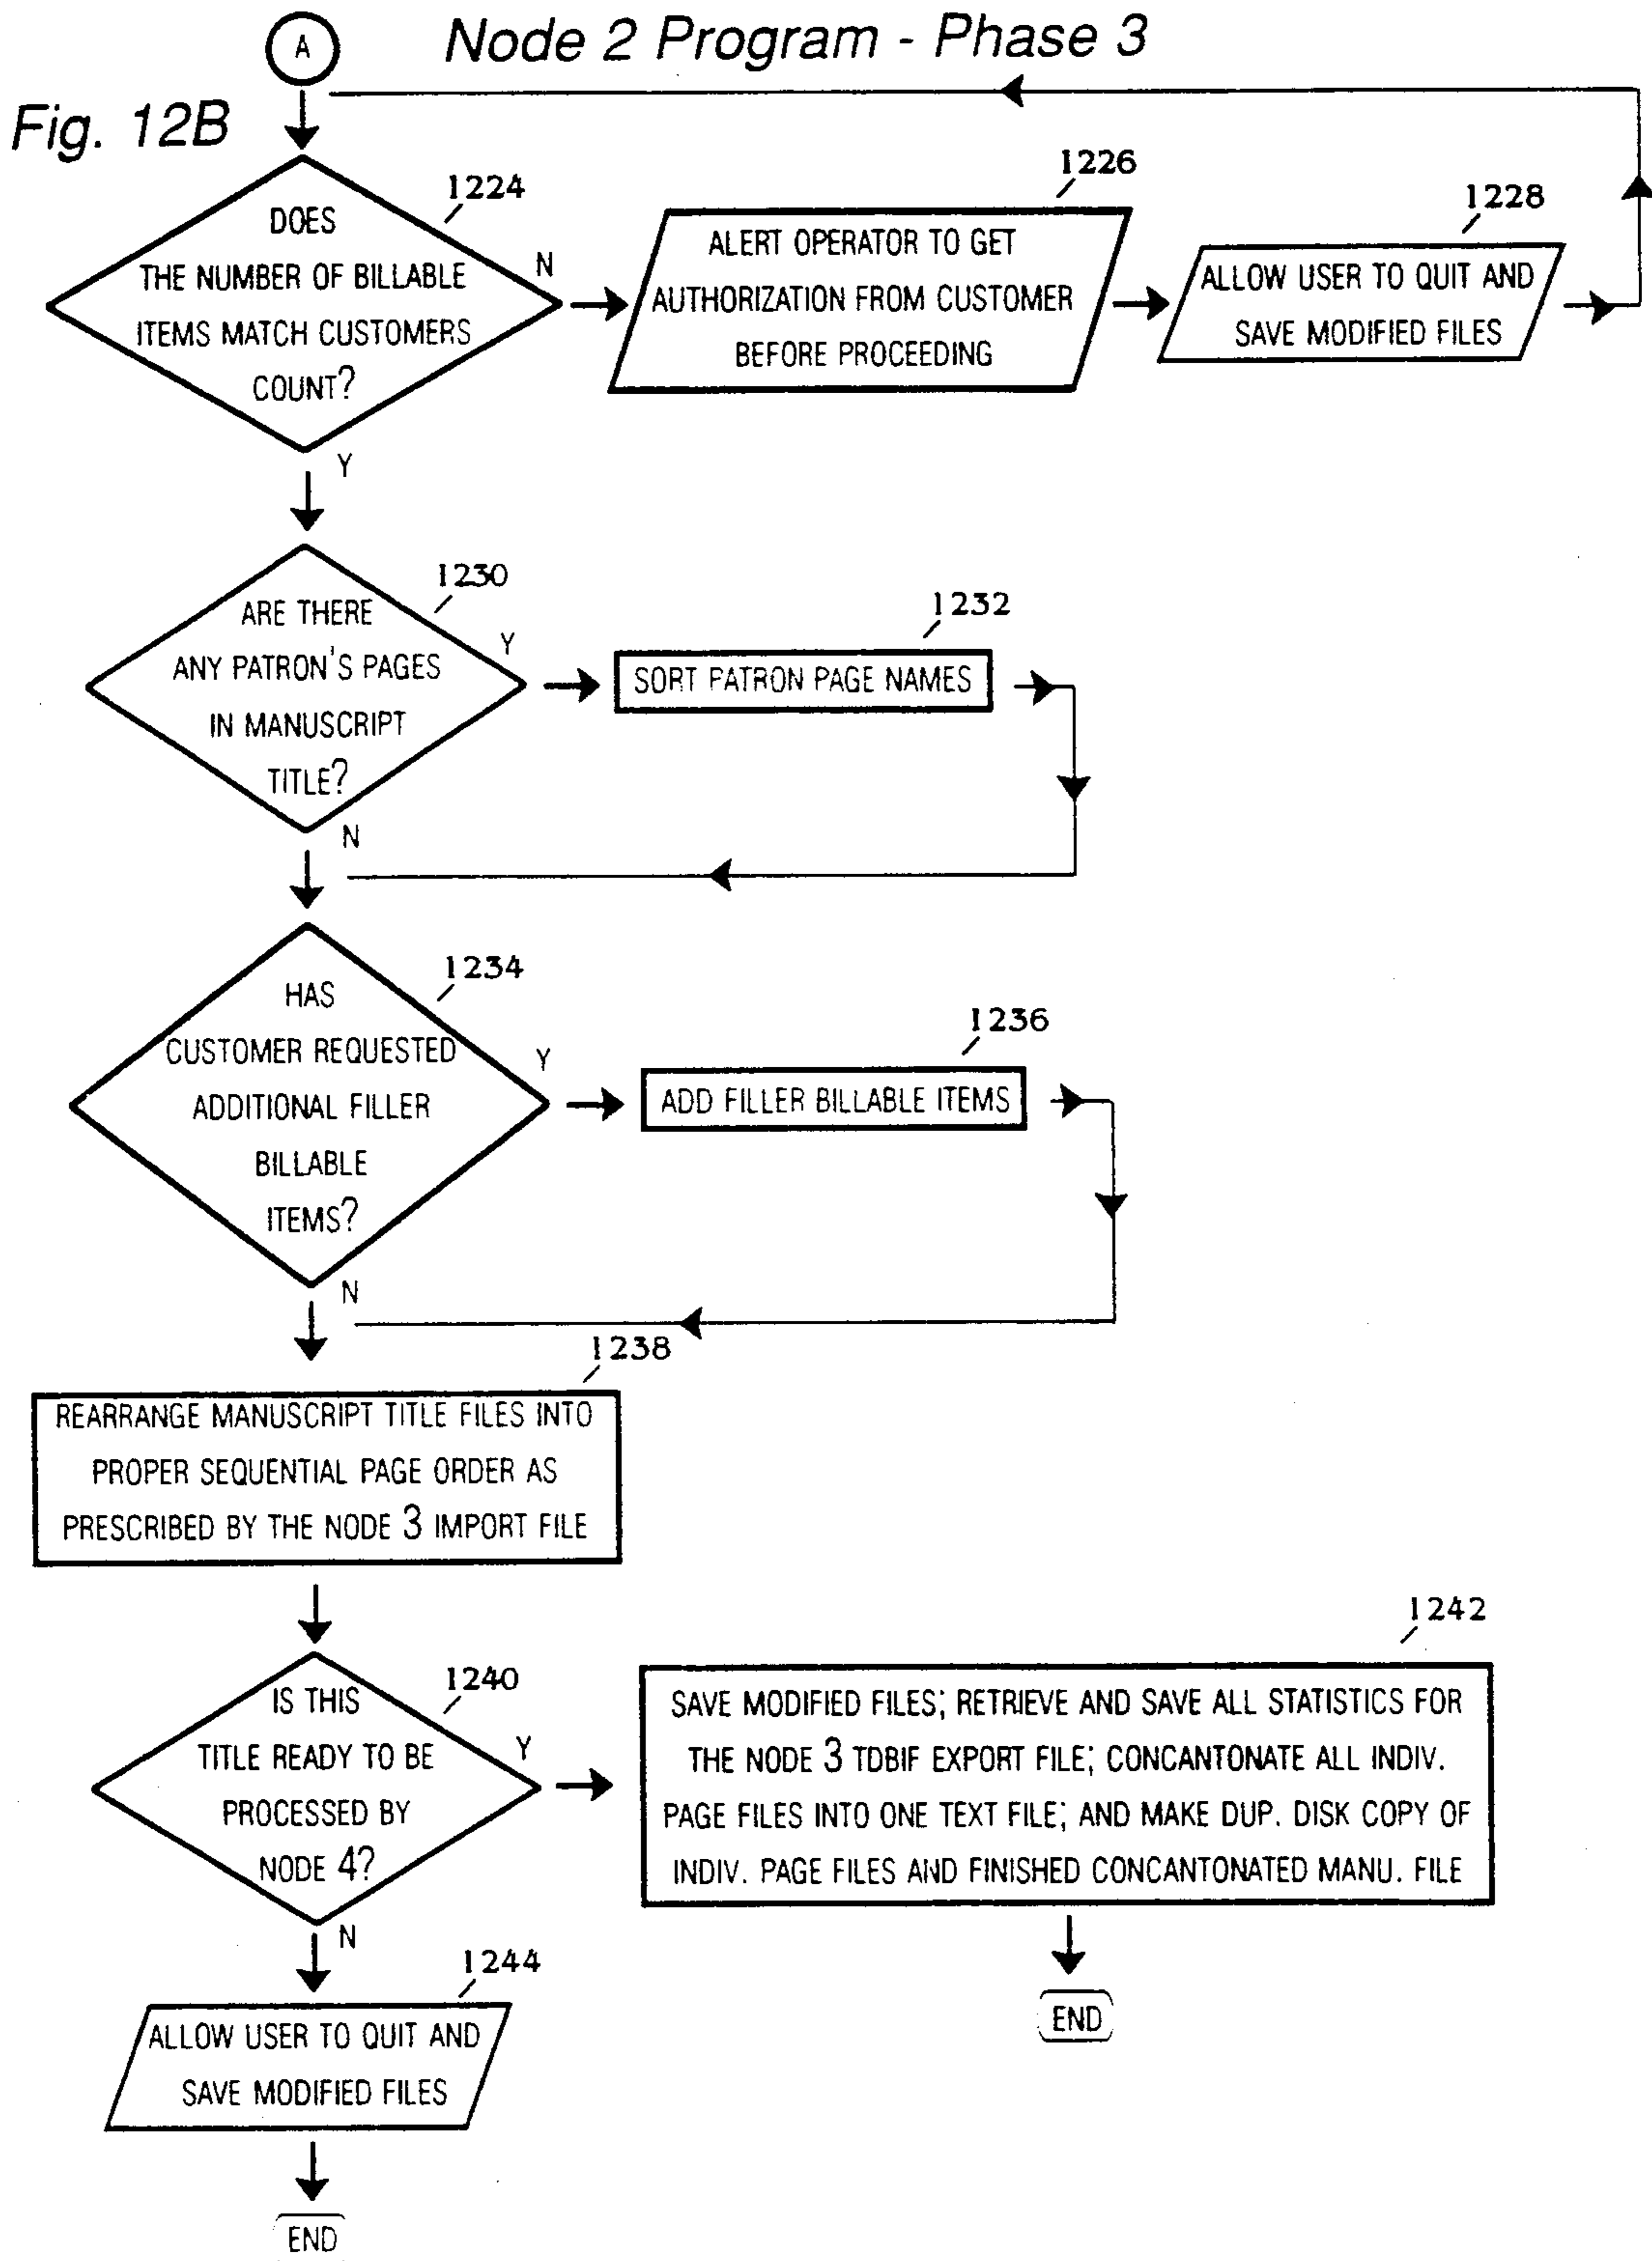 A
Node 2 Program - Phase 3
Fig. 12B
1224
DOES
THE NUMBER OF BILLABLE
ITEMS MATCH CUSTOMERS
COUNT?
N
Y
1226
ALERT OPERATOR TO GET
AUTHORIZATION FROM CUSTOMER
BEFORE PROCEEDING
1228
ALLOW USER TO QUIT AND
SAVE MODIFIED FILES
1230
ARE THERE
ANY PATRON'S PAGES
IN MANUSCRIPT
TITLE?
Y
N
1232
SORT PATRON PAGE NAMES
1234
HAS
CUSTOMER REQUESTED
ADDITIONAL FILLER
BILLABLE
ITEMS?
Y
N
1236
ADD FILLER BILLABLE ITEMS
1238
REARRANGE MANUSCRIPT TITLE FILES INTO
PROPER SEQUENTIAL PAGE ORDER AS
PRESCRIBED BY THE NODE 3 IMPORT FILE
1240
IS THIS
TITLE READY TO BE
PROCESSED BY
NODE 4?
Y
N
1242
SAVE MODIFIED FILES; RETRIEVE AND SAVE ALL STATISTICS FOR
THE NODE 3 TDBIF EXPORT FILE; CONCANTONATE ALL INDIV.
PAGE FILES INTO ONE TEXT FILE; AND MAKE DUP. DISK COPY OF
INDIV. PAGE FILES AND FINISHED CONCANTONATED MANU. FILE
END
1244
ALLOW USER TO QUIT AND
SAVE MODIFIED FILES
END